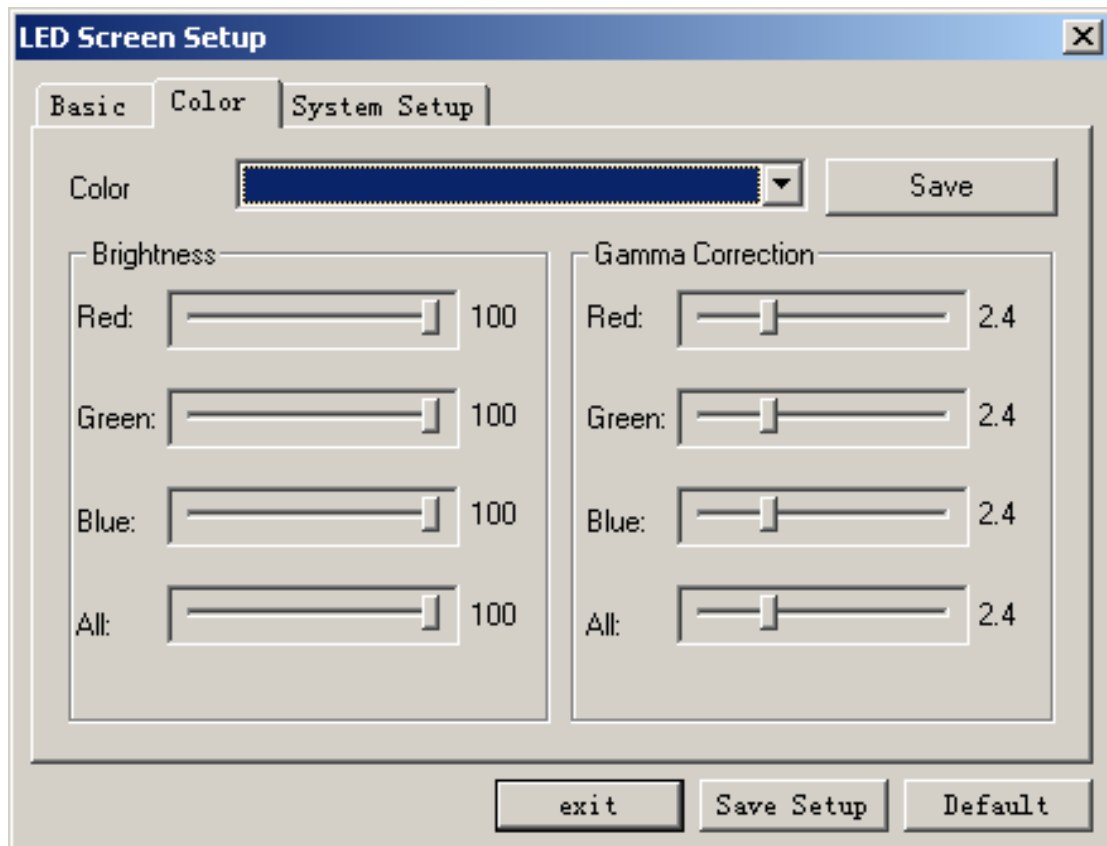 LED Screen Setup
Basic Color System Setup
Color Save
Brightness Gamma Correction
Red: 100 Red: 2.4
Green: 100 Green: 2.4
Blue: 100 Blue: 2.4
All: 100 All: 2.4
exit Save Setup Default